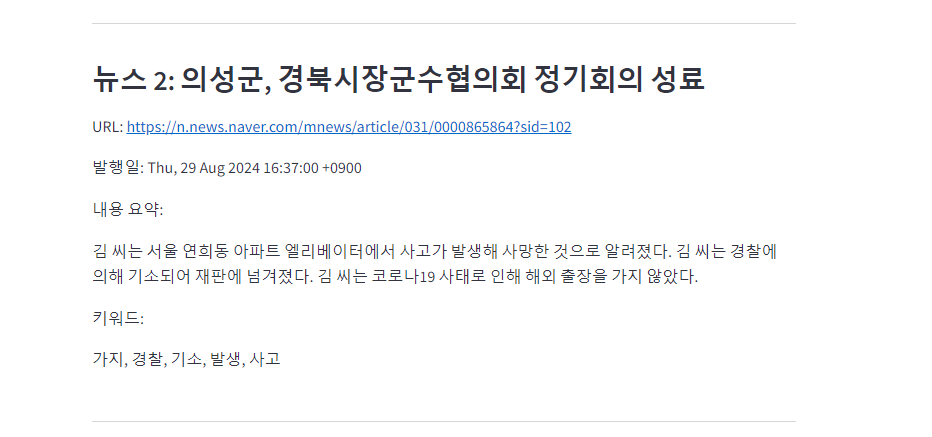 뉴스 2: 의성군, 경북시장군수협의회 정기회의 성료
URL: https://n.news.naver.com/mnews/article/031/0000865864?sid=102
발행일: Thu, 29 Aug 2024 16:37:00 +0900
내용 요약:
김 씨는 서울 연희동 아파트 엘리베이터에서 사고가 발생해 사망한 것으로 알려졌다. 김 씨는 경찰에
의해 기소되어 재판에 넘겨졌다. 김 씨는 코로나19 사태로 인해 해외 출장을 가지 않았다.
키워드:
가지, 경찰, 기소, 발생, 사고